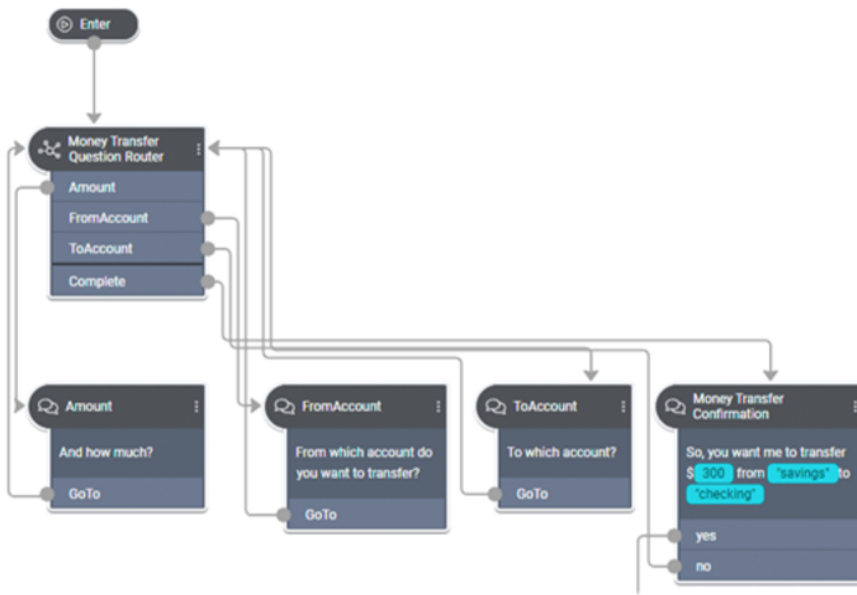 Enter
Money Transfer
Question Router
Amount
FromAccount
ToAccount
Complete
Amount
And how much?
GoTo
FromAccount
From which account do
you want to transfer?
GoTo
ToAccount
To which account?
GoTo
Money Transfer
Confirmation
So, you want me to transfer
$ 300 from "savings" to
"checking"
yes
no